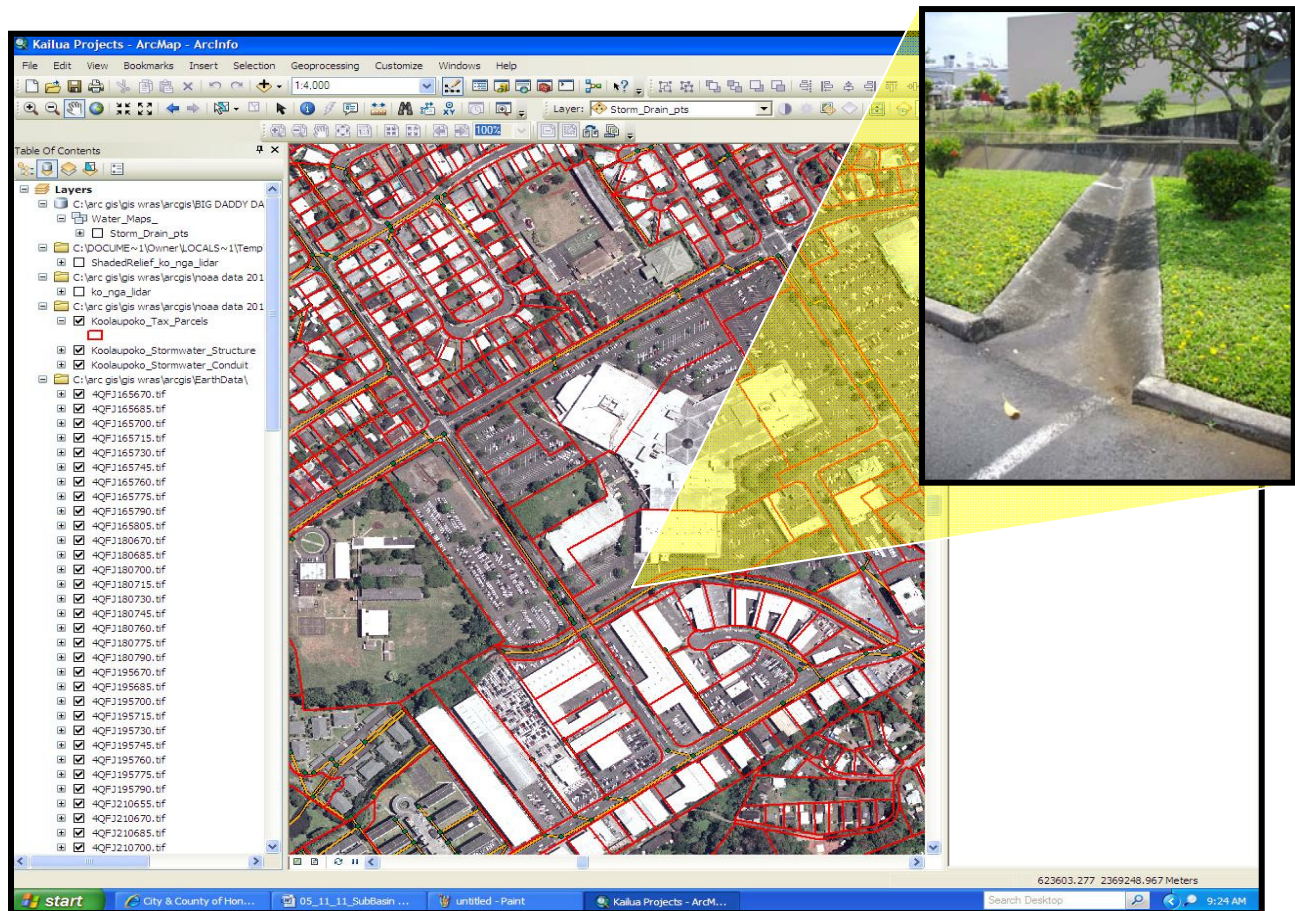 Kailua Projects - ArcMap - ArcInfo
File Edit View Bookmarks Insert Selection Geoprocessing Customize Windows Help
1:4,000
Layer: Storm_Drain_pts
100%
Table Of Contents
Layers
C:\arc gis\gis wras\arcgis\BIG DADDY DA
Water_Maps_
Storm_Drain_pts
C:\DOCUME~1\Owner\LOCALS~1\Temp
ShadedRelief_ko_nga_lidar
C:\arc gis\gis wras\arcgis\noaa data 201
ko_nga_lidar
C:\arc gis\gis wras\arcgis\noaa data 201
Koolaupoko_Tax_Parcels
Koolaupoko_Stormwater_Structure
Koolaupoko_Stormwater_Conduit
C:\arc gis\gis wras\arcgis\EarthData\
4QFJ165670.tif
4QFJ165685.tif
4QFJ165700.tif
4QFJ165715.tif
4QFJ165730.tif
4QFJ165745.tif
4QFJ165760.tif
4QFJ165775.tif
4QFJ165790.tif
4QFJ165805.tif
4QFJ180670.tif
4QFJ180685.tif
4QFJ180700.tif
4QFJ180715.tif
4QFJ180730.tif
4QFJ180745.tif
4QFJ180760.tif
4QFJ180775.tif
4QFJ180790.tif
4QFJ195670.tif
4QFJ195685.tif
4QFJ195700.tif
4QFJ195715.tif
4QFJ195730.tif
4QFJ195745.tif
4QFJ195760.tif
4QFJ195775.tif
4QFJ195790.tif
4QFJ210655.tif
4QFJ210670.tif
4QFJ210685.tif
4QFJ210700.tif
623603.277 2369248.967 Meters
start City & County of Hon... 05_11_11_SubBasin ... untitled - Paint Kailua Projects - ArcM... Search Desktop 9:24 AM